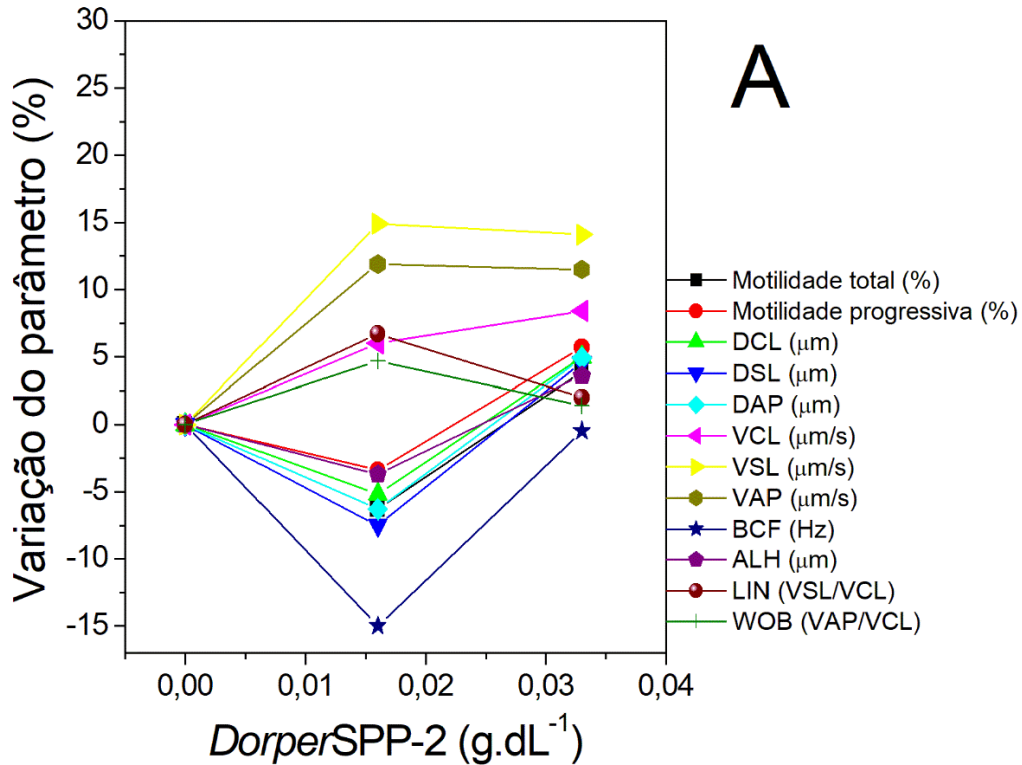 A
Variação do parâmetro (%)
30
25
20
15
10
5
0
-5
-10
-15
0,00 0,01 0,02 0,03 0,04
DorperSPP-2 (g.dL⁻¹)
Motilidade total (%)
Motilidade progressiva (%)
DCL (μm)
DSL (μm)
DAP (μm)
VCL (μm/s)
VSL (μm/s)
VAP (μm/s)
BCF (Hz)
ALH (μm)
LIN (VSL/VCL)
WOB (VAP/VCL)